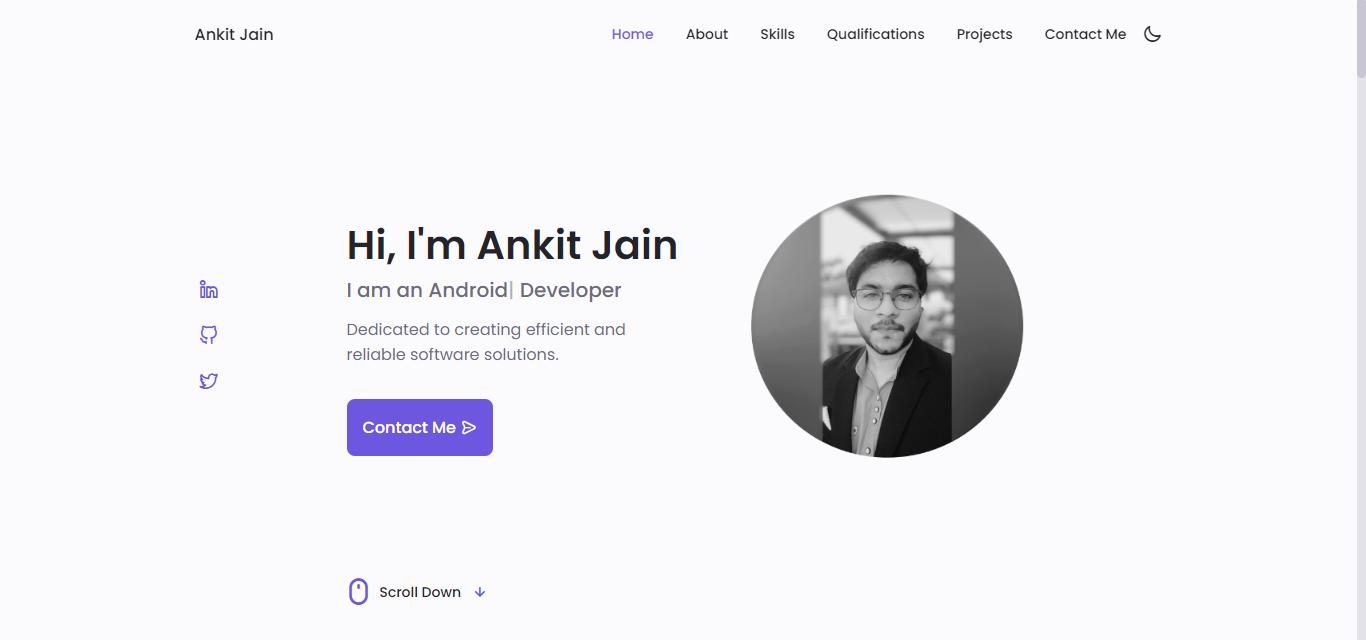 Ankit Jain
Home About Skills Qualifications Projects Contact Me
Hi, I'm Ankit Jain
I am an Android| Developer
Dedicated to creating efficient and
reliable software solutions.
Contact Me
Scroll Down